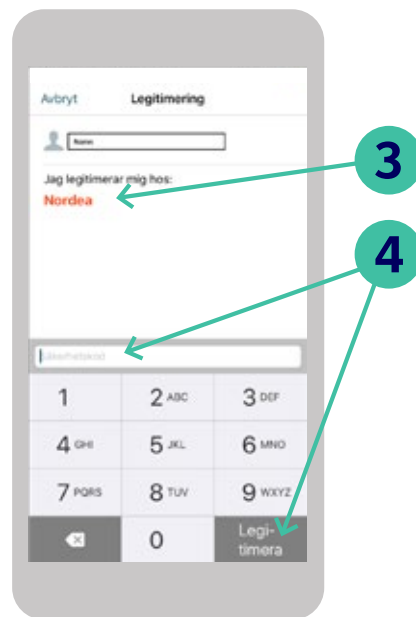 Avbryt Legitimering
Name
Jag legitimerar mig hos:
Nordea
3
4
Säkerhetskod
1 2 ABC 3 DEF
4 GHI 5 JKL 6 MNO
7 PQRS 8 TUV 9 WXYZ
0 Legi-
timera